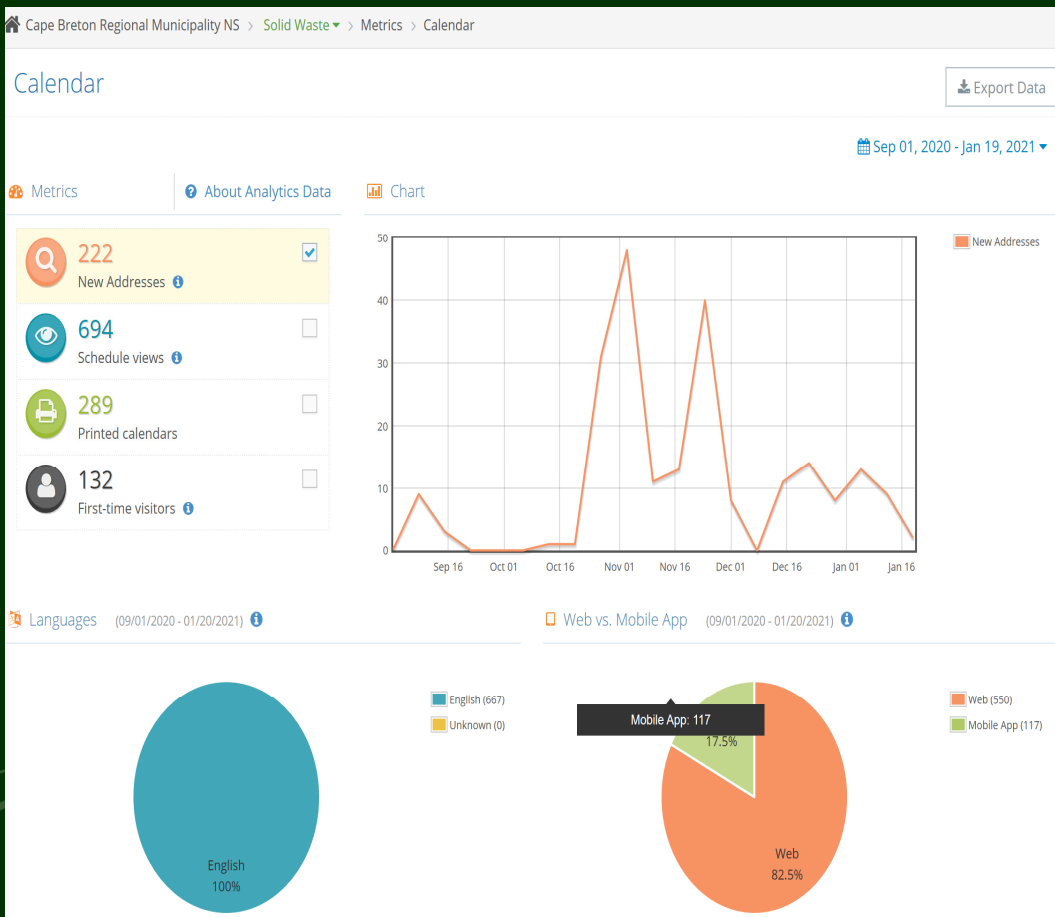 Cape Breton Regional Municipality NS > Solid Waste > Metrics > Calendar
Calendar
Export Data
Sep 01, 2020 - Jan 19, 2021
Metrics
About Analytics Data
Chart
222
New Addresses
694
Schedule views
289
Printed calendars
132
First-time visitors
50
40
30
20
10
0
Sep 16 Oct 01 Oct 16 Nov 01 Nov 16 Dec 01 Dec 16 Jan 01 Jan 16
New Addresses
Languages (09/01/2020 - 01/20/2021)
English (667)
Unknown (0)
English
100%
Web vs. Mobile App (09/01/2020 - 01/20/2021)
Mobile App: 117
17.5%
Web (550)
Mobile App (117)
Web
82.5%